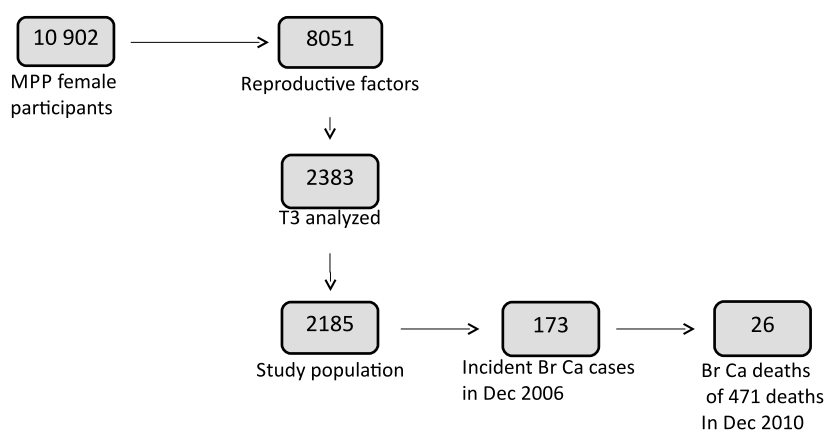 10 902
MPP female
participants
8051
Reproductive factors
2383
T3 analyzed
2185
Study population
173
Incident Br Ca cases
in Dec 2006
26
Br Ca deaths
of 471 deaths
In Dec 2010